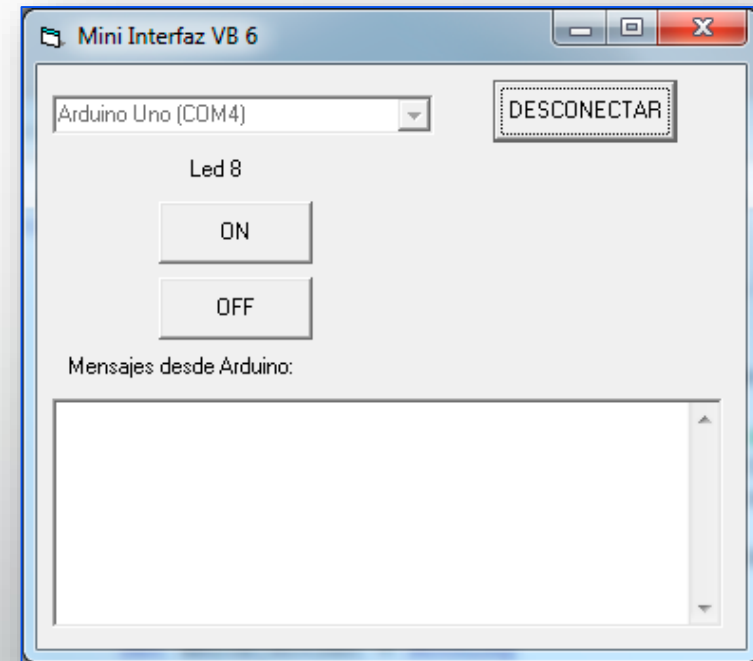 Mini Interfaz VB 6
Arduino Uno (COM4)
DESCONECTAR
Led 8
ON
OFF
Mensajes desde Arduino: